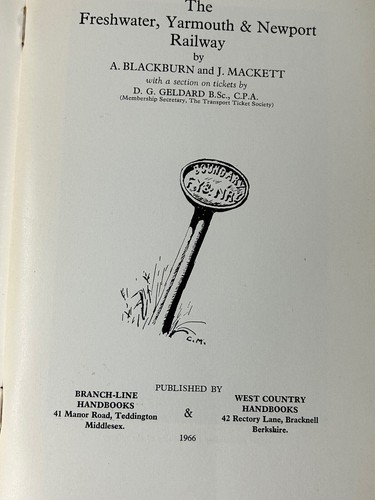 The
Freshwater, Yarmouth & Newport
Railway
by
A. BLACKBURN and J. MACKETT
with a section on tickets by
D. G. GELDARD B.Sc., C.P.A.
(Membership Secretary, The Transport Ticket Society)
BOUNDARY
F.Y.& N.RY
C.M.
PUBLISHED BY
BRANCH-LINE
HANDBOOKS
41 Manor Road, Teddington
Middlesex.
&
WEST COUNTRY
HANDBOOKS
42 Rectory Lane, Bracknell
Berkshire.
1966